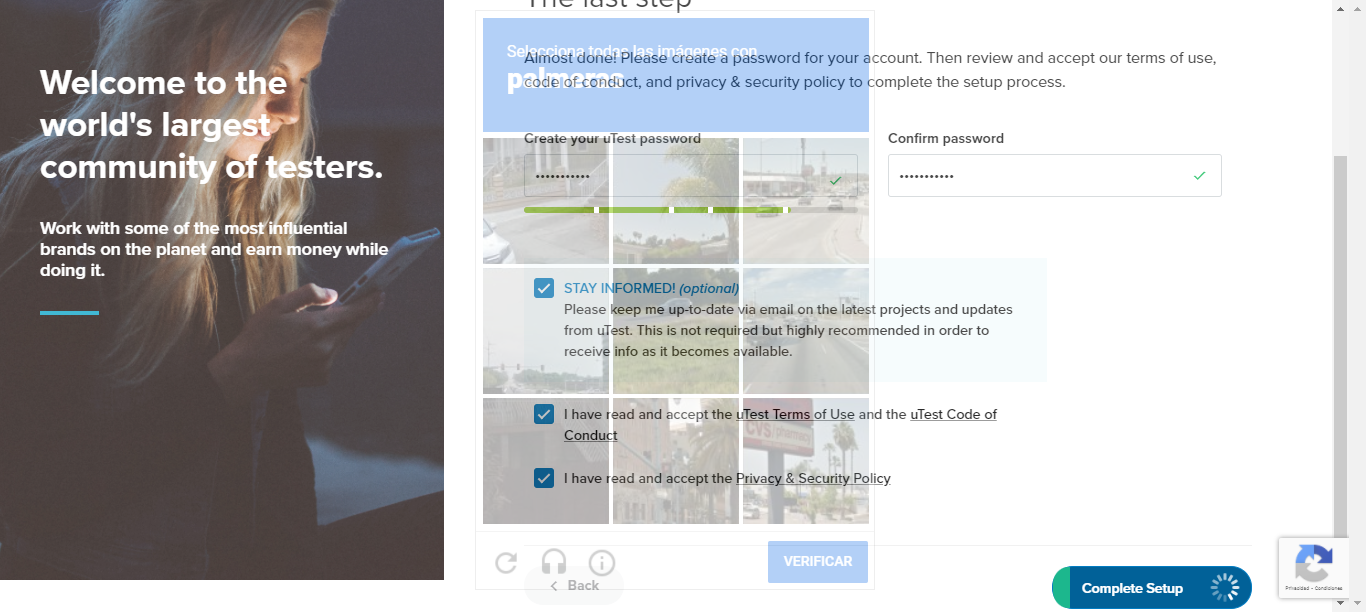 The last step
Welcome to the
world's largest
community of testers.
Work with some of the most influential
brands on the planet and earn money while
doing it.
Selecciona todas las imágenes con
palmeras
Almost done! Please create a password for your account. Then review and accept our terms of use,
code of conduct, and privacy & security policy to complete the setup process.
Create your uTest password
Confirm password
•••••••••••
•••••••••••
STAY INFORMED! (optional)
Please keep me up-to-date via email on the latest projects and updates
from uTest. This is not required but highly recommended in order to
receive info as it becomes available.
I have read and accept the uTest Terms of Use and the uTest Code of
Conduct
CVS/pharmacy
I have read and accept the Privacy & Security Policy
VERIFICAR
Back
Complete Setup
Privacidad - Condiciones